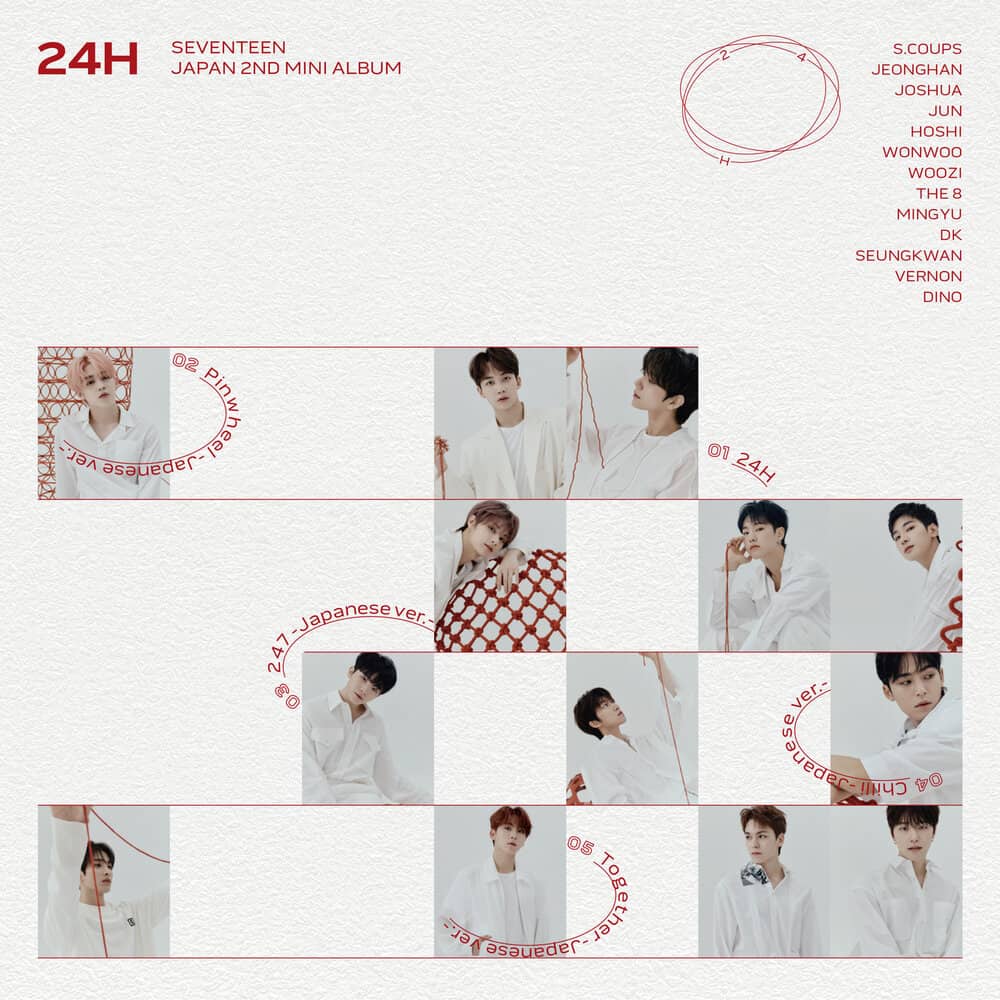 24H
SEVENTEEN
JAPAN 2ND MINI ALBUM
2 4
H
S.COUPS
JEONGHAN
JOSHUA
JUN
HOSHI
WONWOO
WOOZI
THE 8
MINGYU
DK
SEUNGKWAN
VERNON
DINO
02 Pinwheel-Japanese ver.-
01 24H
03 247-Japanese ver.-
04 Chilli-Japanese ver.-
05 Together-Japanese ver.-